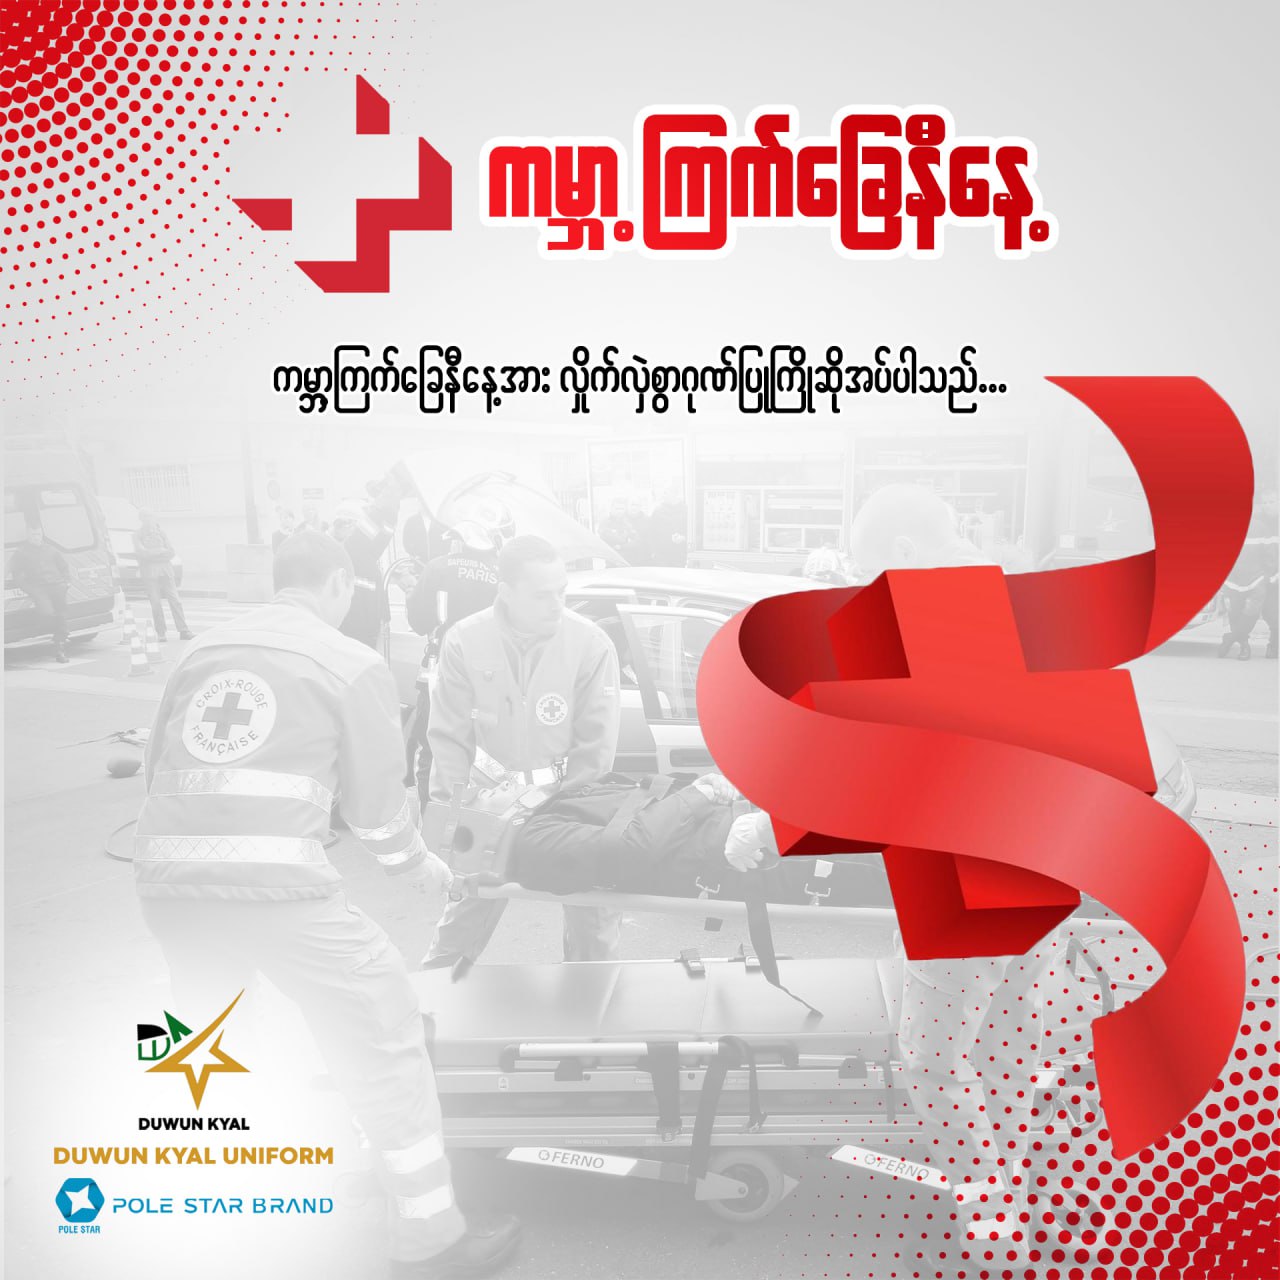 ကမ္ဘာ့ ကြက်ခြေနီနေ့
ကမ္ဘာကြက်ခြေနီနေ့အား လှိုက်လှဲစွာဂုဏ်ပြုကြိုဆိုအပ်ပါသည်...
PARIS
CROIX-ROUGE
FRANÇAISE
DUWUN KYAL
DUWUN KYAL UNIFORM
POLE STAR
POLE STAR BRAND
FERNO
FERNO